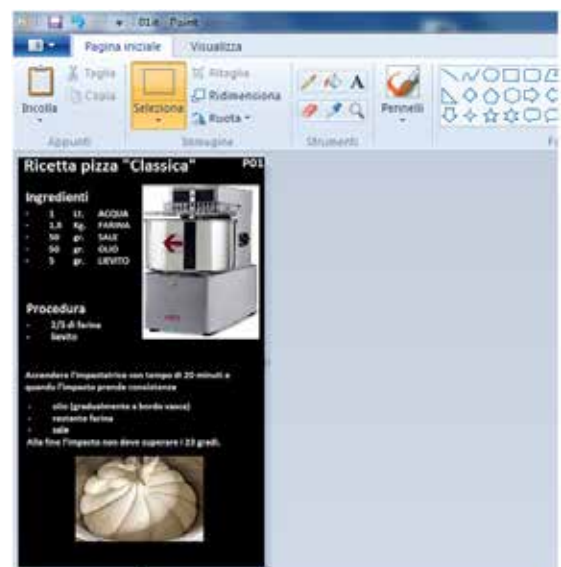 014 - Paint
Pagina iniziale Visualizza
Incolla
Taglia
Copia
Seleziona
Ritaglia
Ridimensiona
Ruota
Pennelli
Appunti Immagine Strumenti
Ricetta pizza "Classica" P01
Ingredienti
- 1 Lt. ACQUA
- 1,8 Kg. FARINA
- 50 gr. SALE
- 50 gr. OLIO
- 5 gr. LIEVITO
Procedura
- 2/3 di farina
- lievito
Accendere l'impastatrice con tempo di 20 minuti e
quando l'impasto prende consistenza
- olio (gradualmente a bordo vasca)
- restante farina
- sale
Alla fine l'impasto non deve superare i 23 gradi.